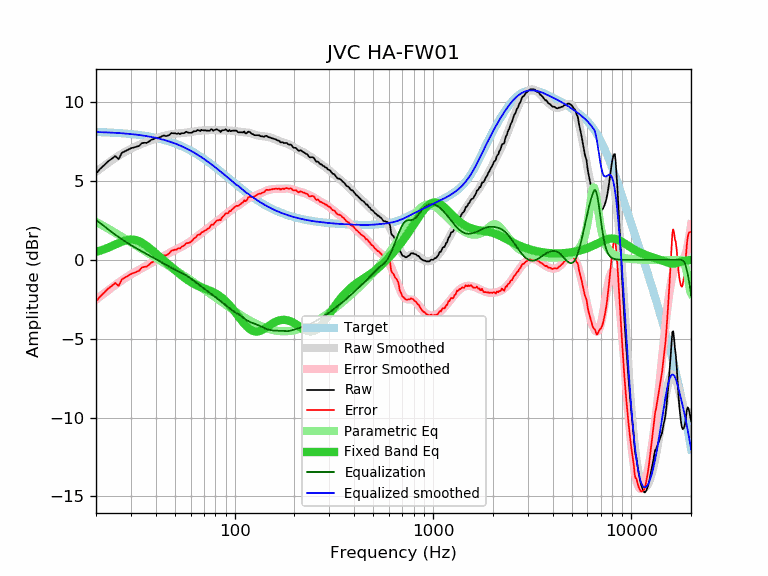 JVC HA-FW01
Amplitude (dBr)
10
5
0
−5
−10
−15
Target
Raw Smoothed
Error Smoothed
Raw
Error
Parametric Eq
Fixed Band Eq
Equalization
Equalized smoothed
100
1000
10000
Frequency (Hz)